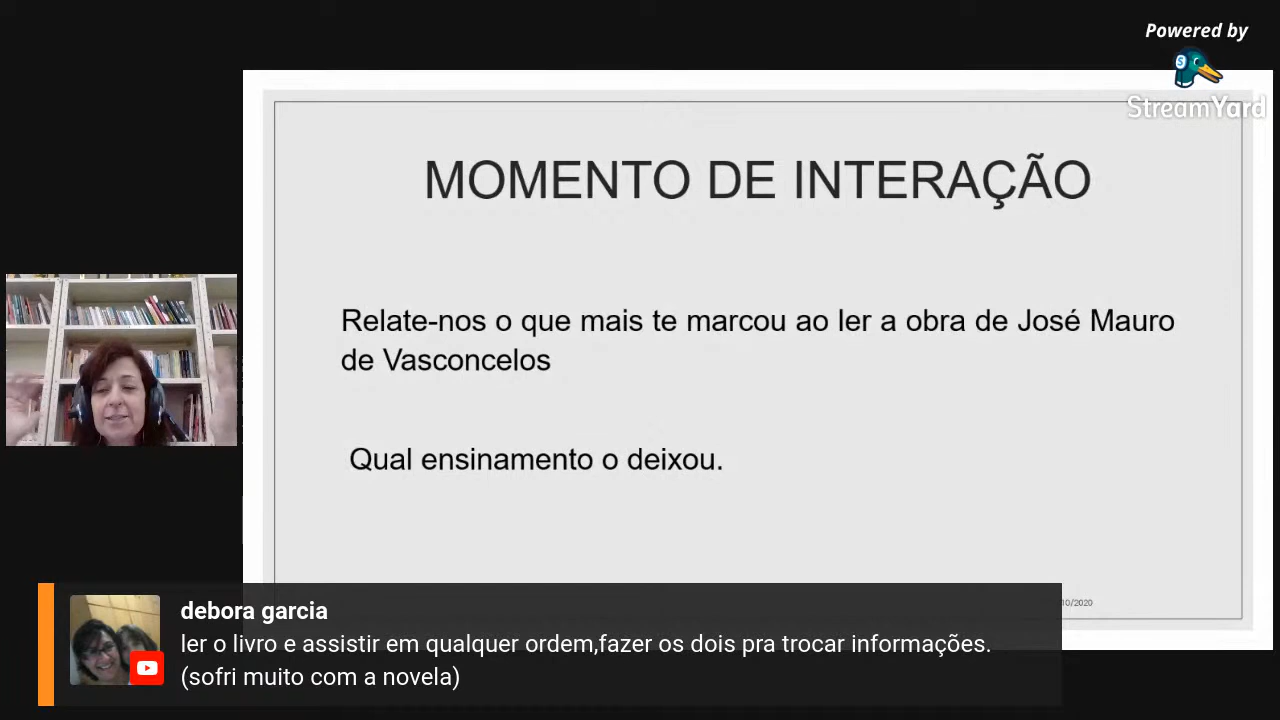 Powered by
StreamYard
MOMENTO DE INTERAÇÃO
Relate-nos o que mais te marcou ao ler a obra de José Mauro
de Vasconcelos
Qual ensinamento o deixou.
10/2020
debora garcia
ler o livro e assistir em qualquer ordem,fazer os dois pra trocar informações.
(sofri muito com a novela)